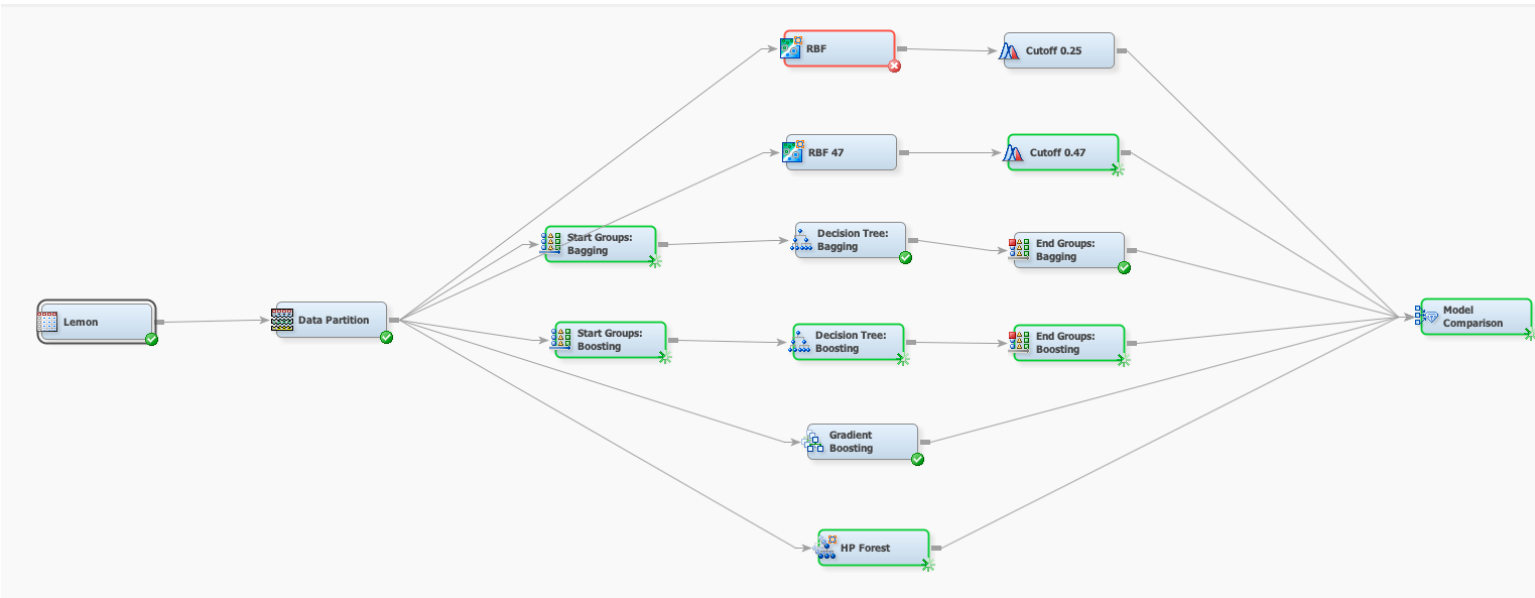 RBF
Cutoff 0.25
RBF 47
Cutoff 0.47
Start Groups:
Bagging
Decision Tree:
Bagging
End Groups:
Bagging
Lemon
Data Partition
Model
Comparison
Start Groups:
Boosting
Decision Tree:
Boosting
End Groups:
Boosting
Gradient
Boosting
HP Forest